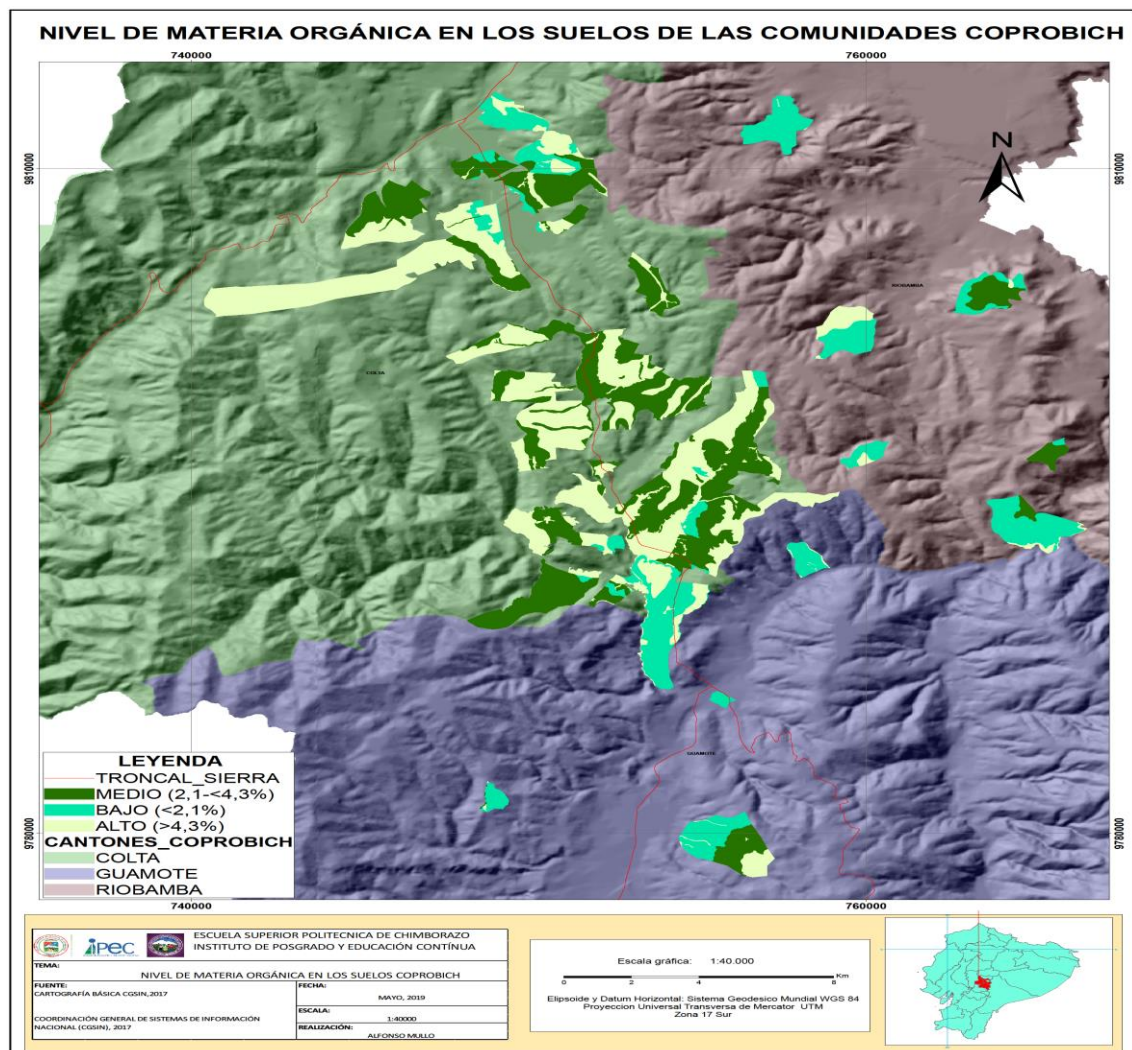 NIVEL DE MATERIA ORGÁNICA EN LOS SUELOS DE LAS COMUNIDADES COPROBICH
740000
760000
9810000
9810000
N
RIOBAMBA
COLTA
GUAMOTE
9780000
9780000
LEYENDA
TRONCAL_SIERRA
MEDIO (2,1-<4,3%)
BAJO (<2,1%)
ALTO (>4,3%)
CANTONES_COPROBICH
COLTA
GUAMOTE
RIOBAMBA
740000
760000
ipec
ESCUELA SUPERIOR POLITECNICA DE CHIMBORAZO
INSTITUTO DE POSGRADO Y EDUCACIÓN CONTÍNUA
TEMA:
NIVEL DE MATERIA ORGÁNICA EN LOS SUELOS COPROBICH
FUENTE:
CARTOGRAFÍA BÁSICA CGSIN,2017
COORDINACIÓN GENERAL DE SISTEMAS DE INFORMACIÓN
NACIONAL (CGSIN), 2017
FECHA:
MAYO, 2019
ESCALA:
1:40000
REALIZACIÓN:
ALFONSO MULLO
Escala gráfica: 1:40.000
Km
0 2 4 8
Elipsoide y Datum Horizontal: Sistema Geodesico Mundial WGS 84
Proyeccion Universal Transversa de Mercator UTM
Zona 17 Sur